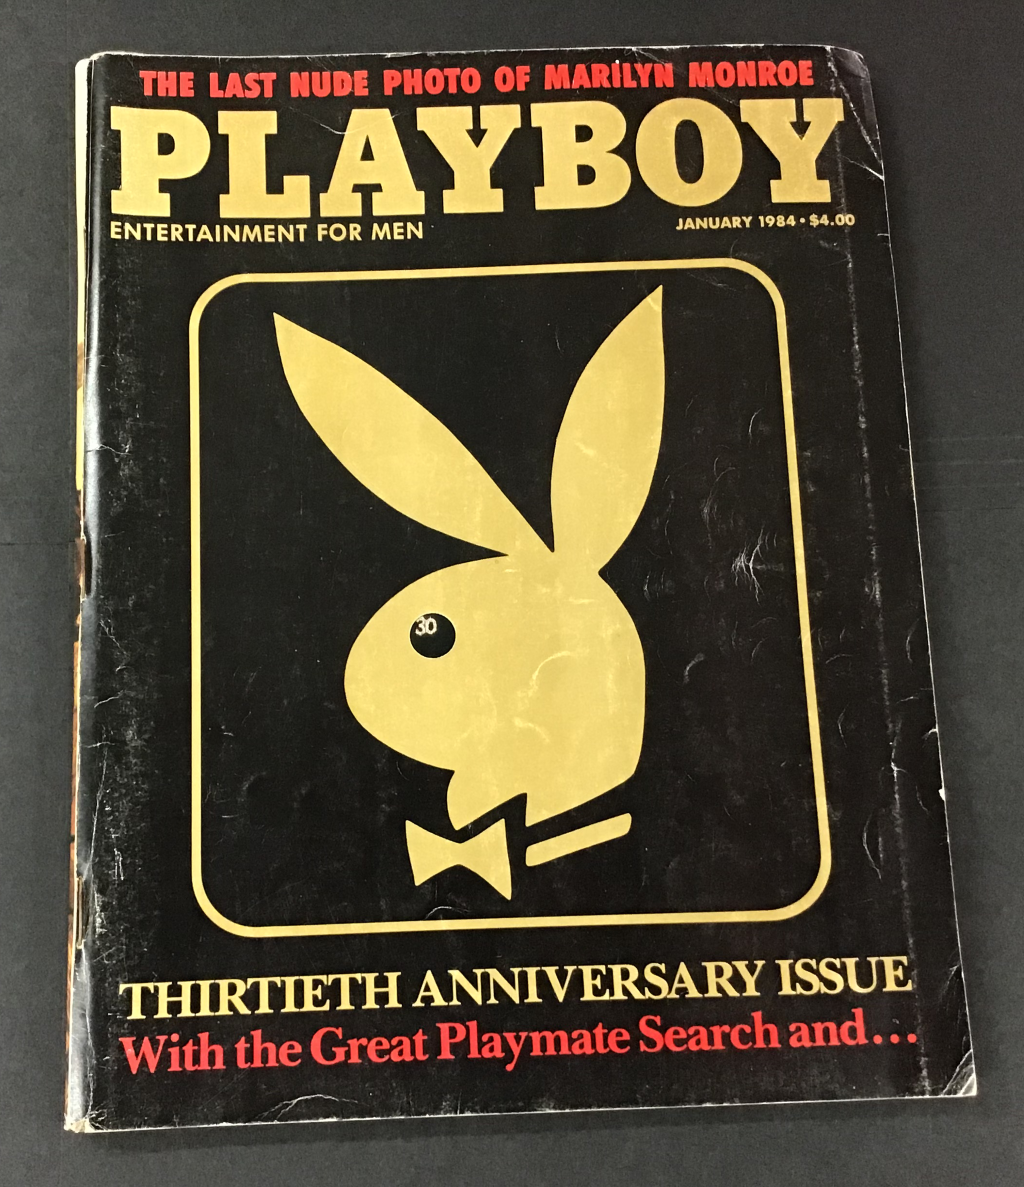 THE LAST NUDE PHOTO OF MARILYN MONROE
PLAYBOY
ENTERTAINMENT FOR MEN
JANUARY 1984 • $4.00
30
THIRTIETH ANNIVERSARY ISSUE
With the Great Playmate Search and...